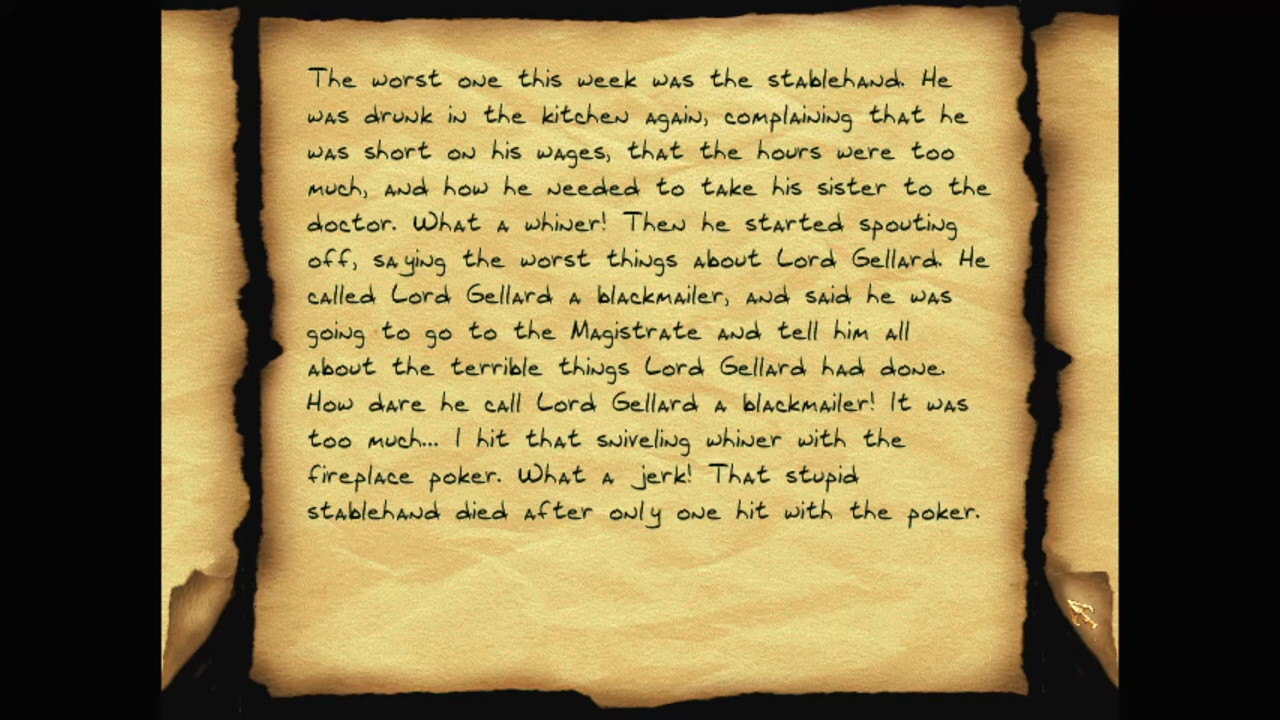 The worst one this week was the stablehand. He
was drunk in the kitchen again, complaining that he
was short on his wages, that the hours were too
much, and how he needed to take his sister to the
doctor. What a whiner! Then he started spouting
off, saying the worst things about Lord Gellard. He
called Lord Gellard a blackmailer, and said he was
going to go to the Magistrate and tell him all
about the terrible things Lord Gellard had done.
How dare he call Lord Gellard a blackmailer! It was
too much... I hit that sniveling whiner with the
fireplace poker. What a jerk! That stupid
stablehand died after only one hit with the poker.